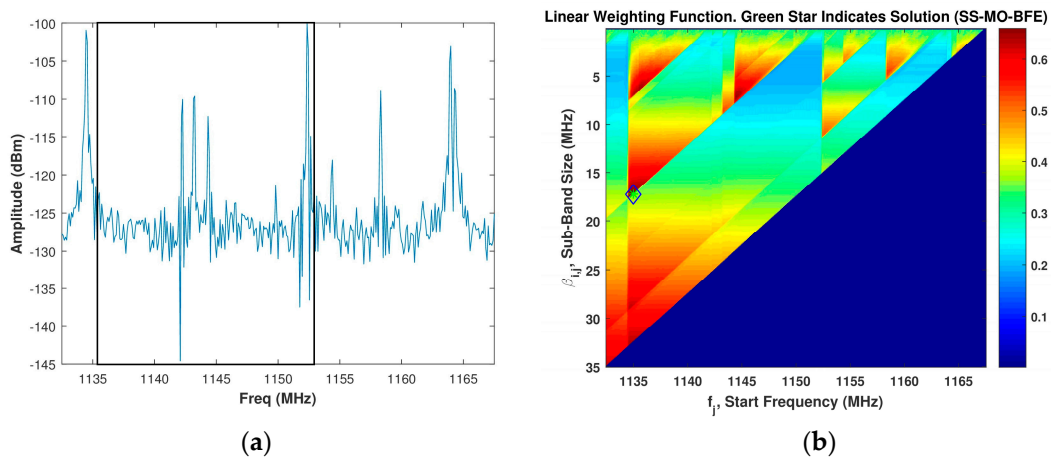 -100
-105
-110
-115
-120
-125
-130
-135
-140
-145
Amplitude (dBm)
1135 1140 1145 1150 1155 1160 1165
Freq (MHz)
(a)
Linear Weighting Function. Green Star Indicates Solution (SS-MO-BFE)
5
10
15
20
25
30
35
β i,j, Sub-Band Size (MHz)
1135 1140 1145 1150 1155 1160 1165
f j, Start Frequency (MHz)
0.6
0.5
0.4
0.3
0.2
0.1
(b)